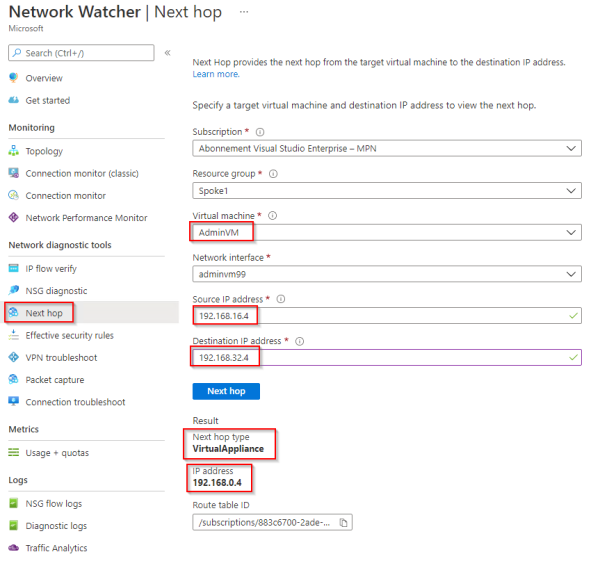 Network Watcher | Next hop ...
Microsoft
Search (Ctrl+/)
«
Overview
Get started
Monitoring
Topology
Connection monitor (classic)
Connection monitor
Network Performance Monitor
Network diagnostic tools
IP flow verify
NSG diagnostic
Next hop
Effective security rules
VPN troubleshoot
Packet capture
Connection troubleshoot
Metrics
Usage + quotas
Logs
NSG flow logs
Diagnostic logs
Traffic Analytics
Next Hop provides the next hop from the target virtual machine to the destination IP address.
Learn more.
Specify a target virtual machine and destination IP address to view the next hop.
Subscription *
Abonnement Visual Studio Enterprise – MPN
Resource group *
Spoke1
Virtual machine *
AdminVM
Network interface *
adminvm99
Source IP address *
192.168.16.4
Destination IP address *
192.168.32.4
Next hop
Result
Next hop type
VirtualAppliance
IP address
192.168.0.4
Route table ID
/subscriptions/883c6700-2ade-...